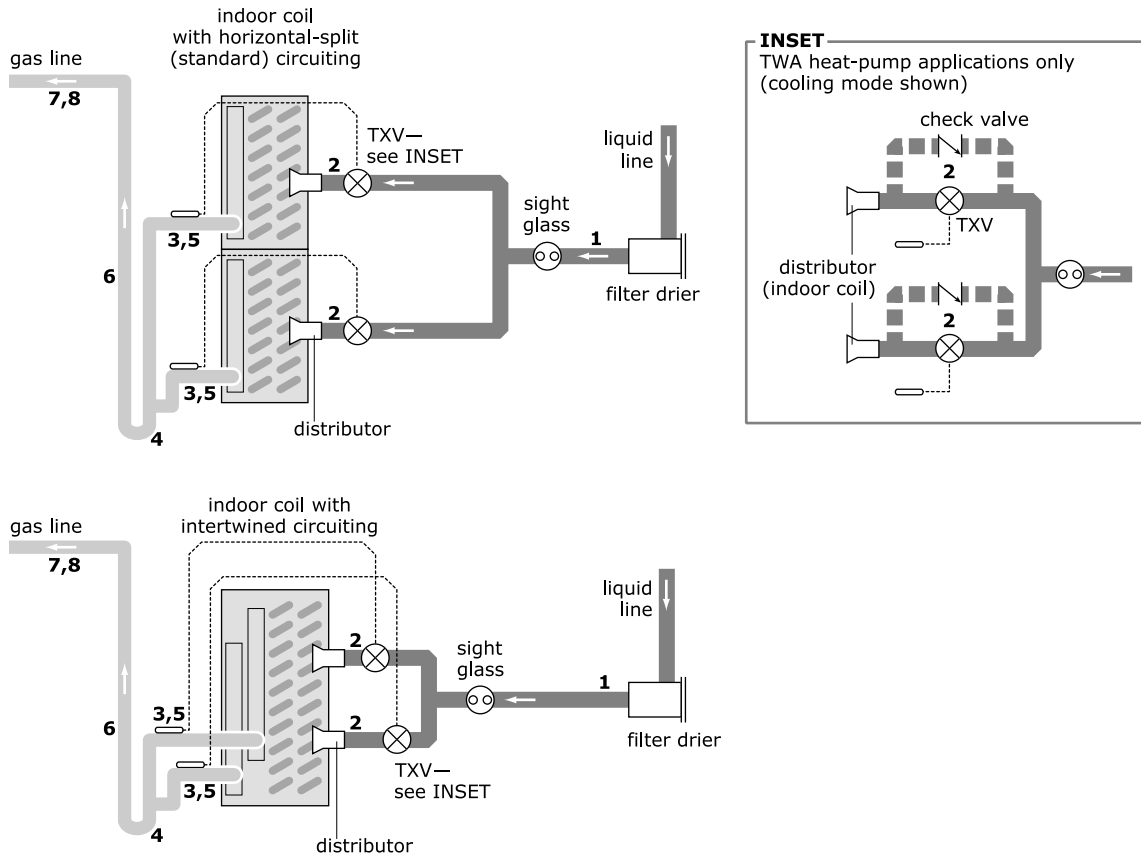 indoor coil
with horizontal-split
(standard) circuiting
gas line
7,8
TXV—
see INSET
2
liquid
line
sight
glass
1
3,5
6
filter drier
2
3,5
4
distributor
INSET
TWA heat-pump applications only
(cooling mode shown)
check valve
2
TXV
distributor
(indoor coil)
2
indoor coil with
intertwined circuiting
gas line
7,8
liquid
line
2
sight
glass
1
3,5
6
2
filter drier
TXV—
see INSET
3,5
4
distributor